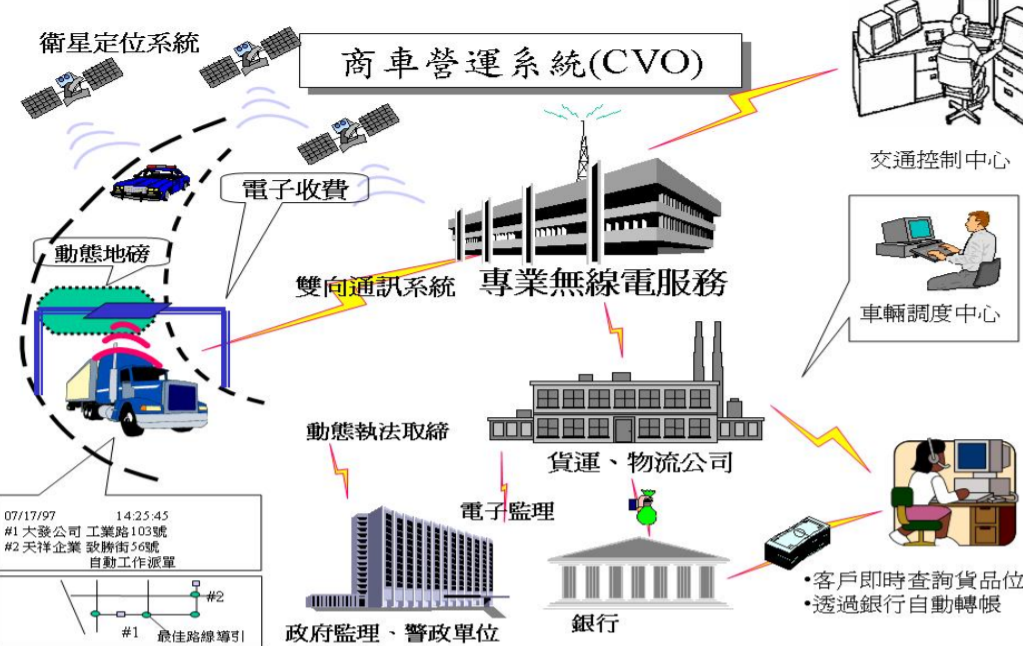 衛星定位系統
商車營運系統(CVO)
交通控制中心
電子收費
動態地磅
雙向通訊系統
專業無線電服務
車輛調度中心
動態執法取締
貨運、物流公司
07/17/97 14:25:45
#1 大發公司 工業路103號
#2 天祥企業 致勝街56號
自動工作派單
電子監理
#2
#1
最佳路線導引
政府監理、警政單位
銀行
•客戶即時查詢貨品位
•透過銀行自動轉帳